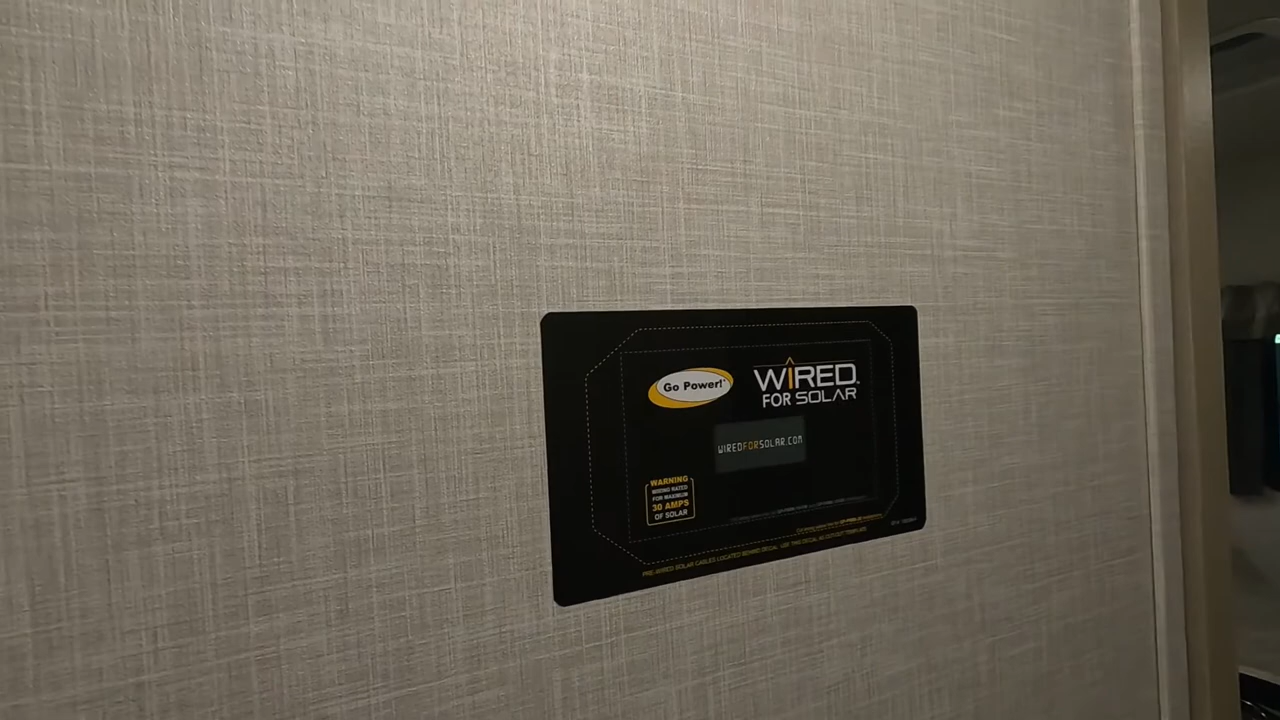 Go Power!
WIRED
FOR SOLAR
WIREDFORSOLAR.COM
WARNING
WIRING RATED
FOR MAXIMUM
30 AMPS
OF SOLAR
PRE-WIRED SOLAR CABLES LOCATED BEHIND DECAL. USE THIS DECAL AS CUTOUT TEMPLATE